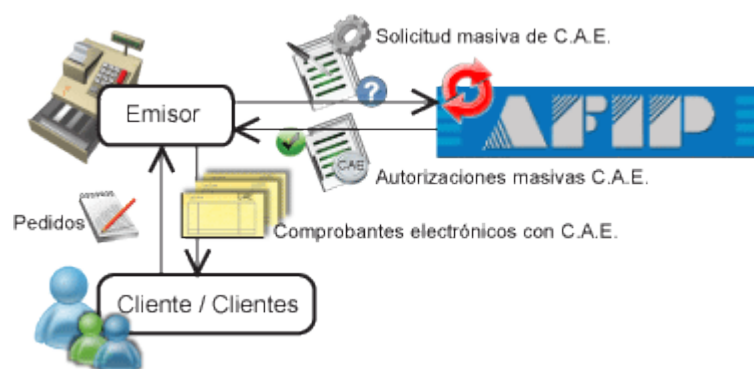 Solicitud masiva de C.A.E.
Emisor
AFIP
CAE
Autorizaciones masivas C.A.E.
Pedidos
Comprobantes electrónicos con C.A.E.
Cliente / Clientes